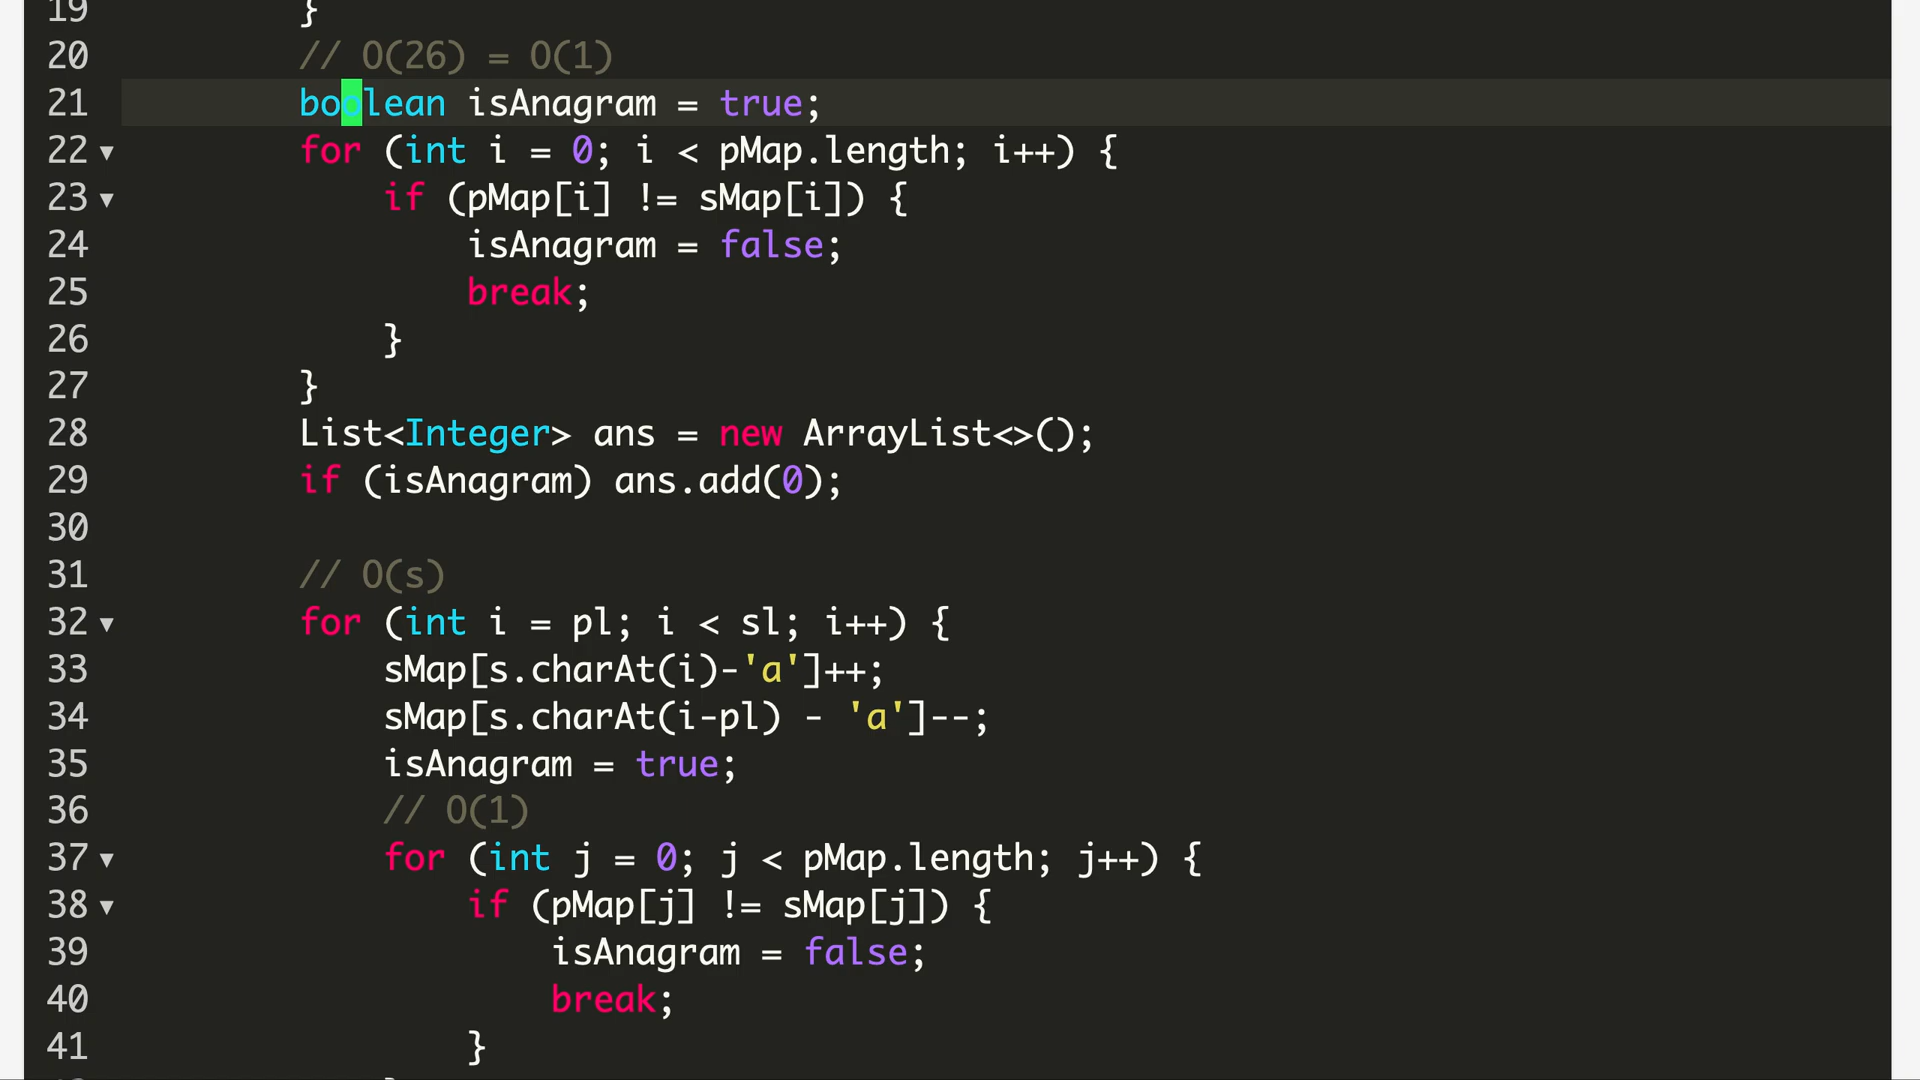 19 }
20 // O(26) = O(1)
21 boolean isAnagram = true;
22 for (int i = 0; i < pMap.length; i++) {
23 if (pMap[i] != sMap[i]) {
24 isAnagram = false;
25 break;
26 }
27 }
28 List<Integer> ans = new ArrayList<>();
29 if (isAnagram) ans.add(0);
30
31 // O(s)
32 for (int i = pl; i < sl; i++) {
33 sMap[s.charAt(i)-'a']++;
34 sMap[s.charAt(i-pl) - 'a']--;
35 isAnagram = true;
36 // O(1)
37 for (int j = 0; j < pMap.length; j++) {
38 if (pMap[j] != sMap[j]) {
39 isAnagram = false;
40 break;
41 }